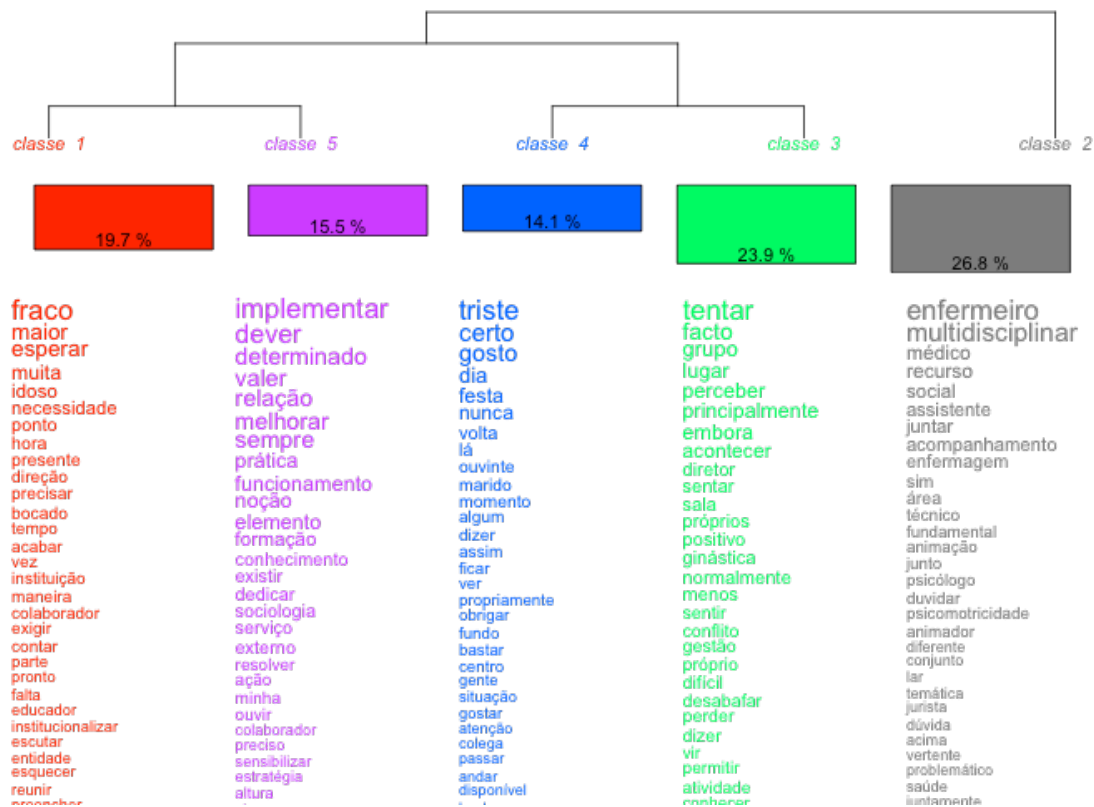 classe 1
classe 5
classe 4
classe 3
classe 2
19.7 %
15.5 %
14.1 %
23.9 %
26.8 %
fraco
maior
esperar
muita
idoso
necessidade
ponto
hora
presente
direção
precisar
bocado
tempo
acabar
vez
instituição
maneira
colaborador
exigir
contar
parte
pronto
falta
educador
institucionalizar
escutar
entidade
esquecer
reunir
preencher
implementar
dever
determinado
valer
relação
melhorar
sempre
prática
funcionamento
noção
elemento
formação
conhecimento
existir
dedicar
sociologia
serviço
externo
resolver
ação
minha
ouvir
colaborador
preciso
sensibilizar
estratégia
altura
triste
certo
gosto
dia
festa
nunca
volta
lá
ouvinte
marido
momento
algum
dizer
assim
ficar
ver
propriamente
obrigar
fundo
bastar
centro
gente
situação
gostar
atenção
colega
passar
andar
disponível
tentar
facto
grupo
lugar
perceber
principalmente
embora
acontecer
diretor
sentar
sala
próprios
positivo
ginástica
normalmente
menos
sentir
conflito
gestão
próprio
difícil
desabafar
perder
dizer
vir
permitir
atividade
conhecer
enfermeiro
multidisciplinar
médico
recurso
social
assistente
juntar
acompanhamento
enfermagem
sim
área
técnico
fundamental
animação
junto
psicólogo
duvidar
psicomotricidade
animador
diferente
conjunto
lar
temática
jurista
dúvida
acima
vertente
problemático
saúde
juntamente